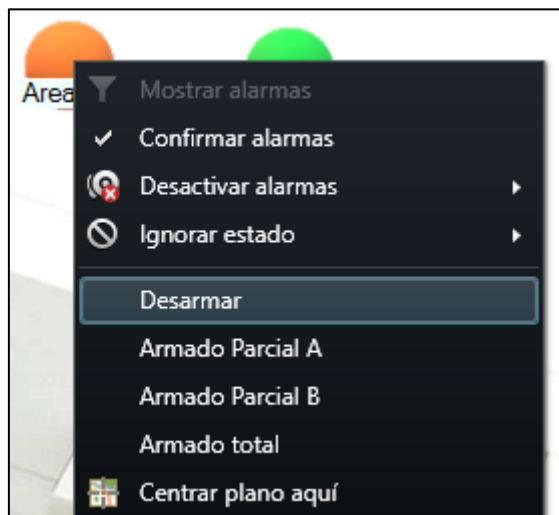 Area
Mostrar alarmas
Confirmar alarmas
Desactivar alarmas
Ignorar estado
Desarmar
Armado Parcial A
Armado Parcial B
Armado total
Centrar plano aquí